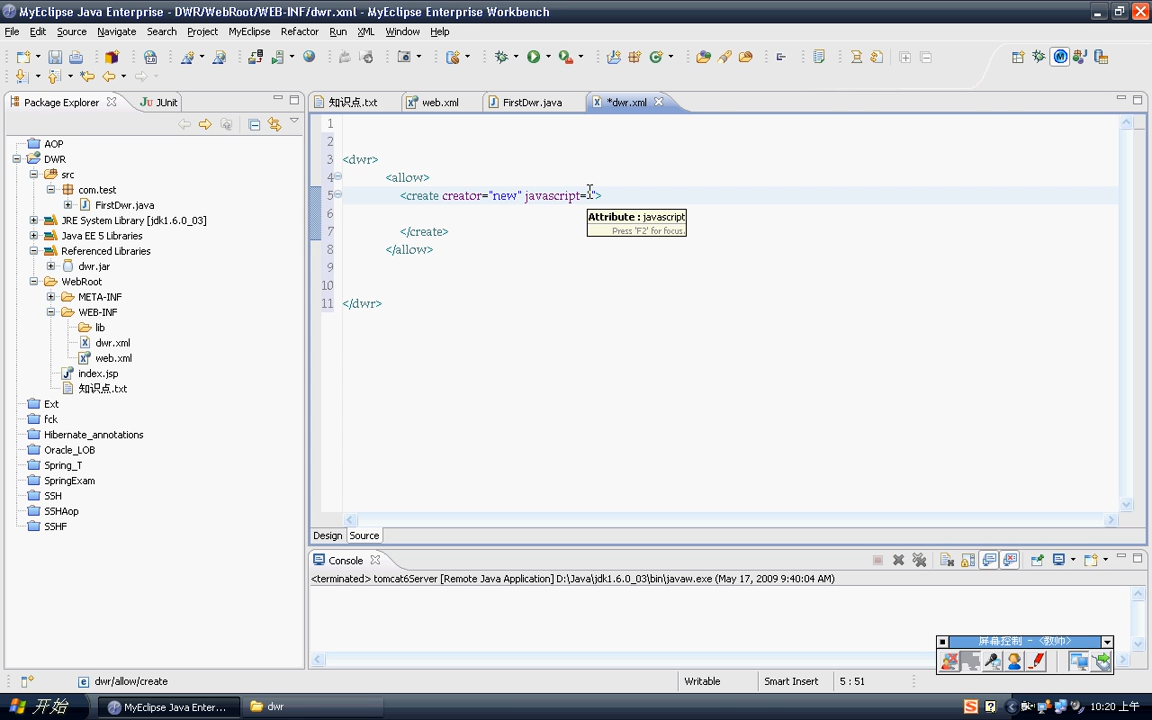 MyEclipse Java Enterprise - DWR/WebRoot/WEB-INF/dwr.xml - MyEclipse Enterprise Workbench
File Edit Source Navigate Search Project MyEclipse Refactor Run XML Window Help
Package Explorer JUnit
知识点.txt web.xml FirstDwr.java *dwr.xml
AOP
DWR
src
com.test
FirstDwr.java
JRE System Library [jdk1.6.0_03]
Java EE 5 Libraries
Referenced Libraries
dwr.jar
WebRoot
META-INF
WEB-INF
lib
dwr.xml
web.xml
index.jsp
知识点.txt
Ext
fck
Hibernate_annotations
Oracle_LOB
Spring_T
SpringExam
SSH
SSHAop
SSHF
1
2
3 <dwr>
4 <allow>
5 <create creator="new" javascript="">
6
7 </create>
8 </allow>
9
10
11 </dwr>
Attribute : javascript
Press 'F2' for focus.
Design Source
Console
<terminated> tomcat6Server [Remote Java Application] D:\Java\jdk1.6.0_03\bin\javaw.exe (May 17, 2009 9:40:04 AM)
屏幕控制 - <教帅>
dwr/allow/create Writable Smart Insert 5 : 51
开始 MyEclipse Java Enter... dwr 10:20 上午